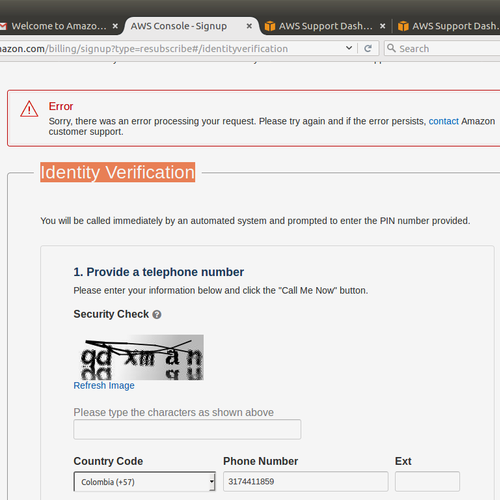 Welcome to Amazo...
AWS Console - Signup
AWS Support Dash...
AWS Support Dash...
mazon.com/billing/signup?type=resubscribe#/identityverification
Search
Error
Sorry, there was an error processing your request. Please try again and if the error persists, contact Amazon
customer support.
Identity Verification
You will be called immediately by an automated system and prompted to enter the PIN number provided.
1. Provide a telephone number
Please enter your information below and click the "Call Me Now" button.
Security Check ?
Refresh Image
Please type the characters as shown above
Country Code
Phone Number
Ext
Colombia (+57)
3174411859